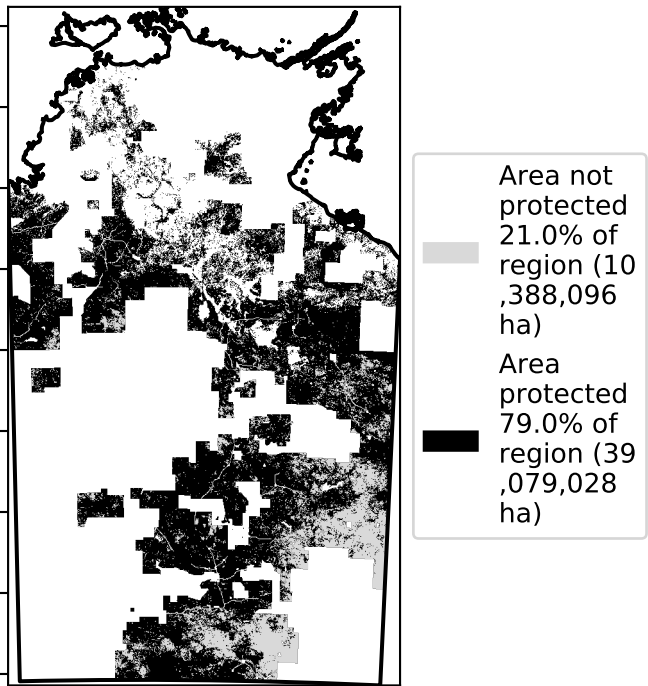 Area not
protected
21.0% of
region (10
,388,096
ha)
Area
protected
79.0% of
region (39
,079,028
ha)